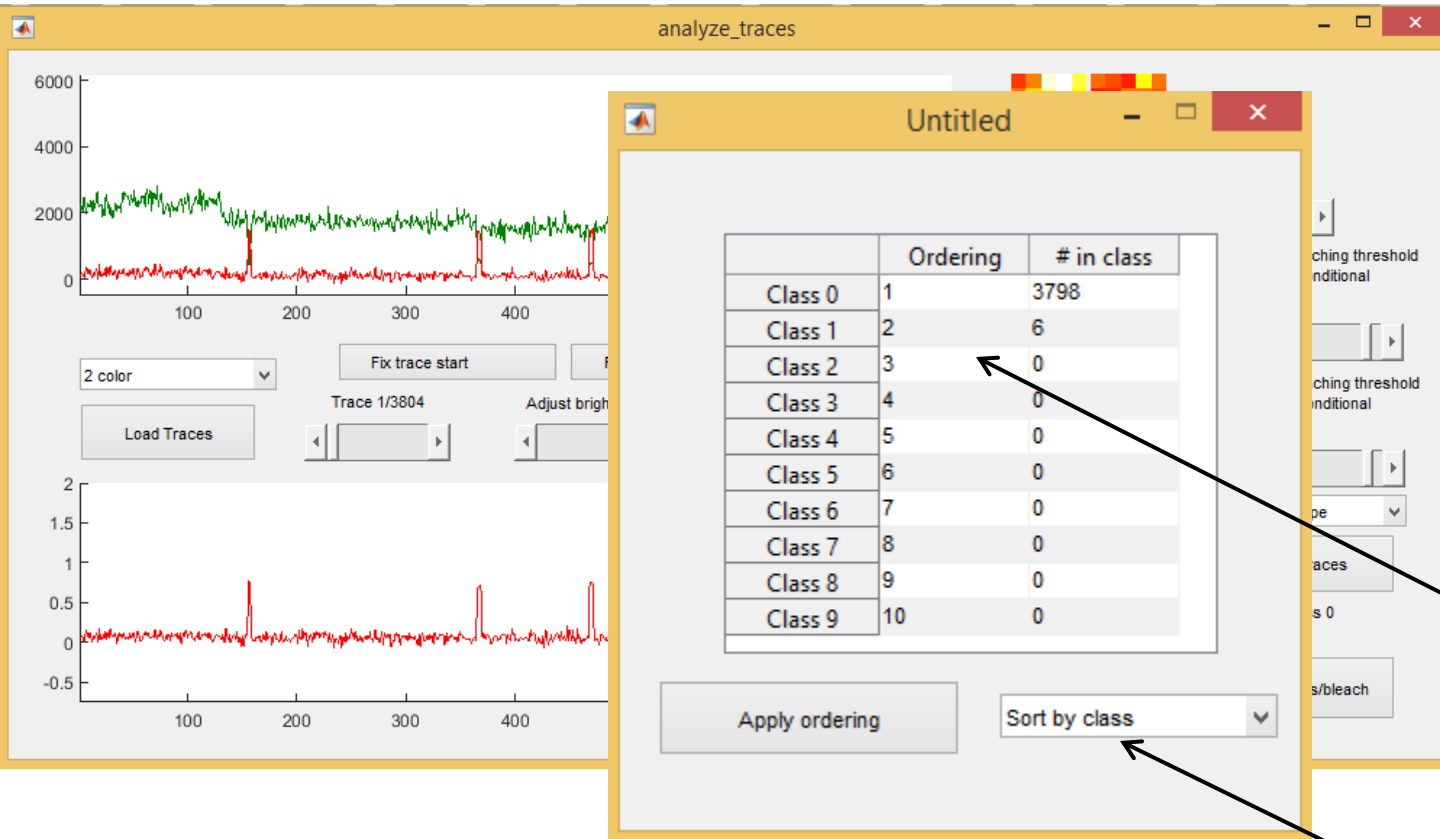 analyze_traces
6000
4000
2000
0
100 200 300 400
2 color
Fix trace start
Trace 1/3804
Adjust brigh
Load Traces
2
1.5
1
0.5
0
-0.5
100 200 300 400
Untitled
Ordering # in class
Class 0 1 3798
Class 1 2 6
Class 2 3 0
Class 3 4 0
Class 4 5 0
Class 5 6 0
Class 6 7 0
Class 7 8 0
Class 8 9 0
Class 9 10 0
Apply ordering
Sort by class
ching threshold
nditional
ching threshold
nditional
pe
aces
s 0
s/bleach